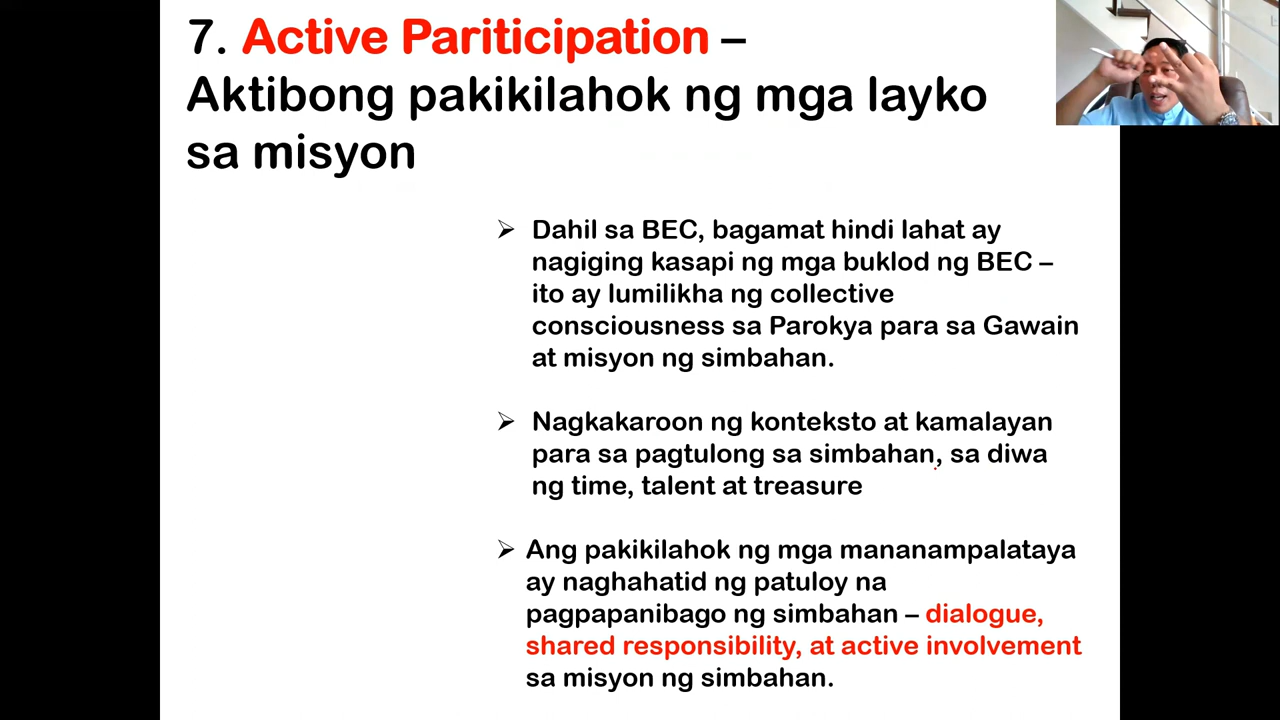 7. Active Pariticipation –
Aktibong pakikilahok ng mga layko
sa misyon
➢ Dahil sa BEC, bagamat hindi lahat ay
nagiging kasapi ng mga buklod ng BEC –
ito ay lumilikha ng collective
consciousness sa Parokya para sa Gawain
at misyon ng simbahan.
➢ Nagkakaroon ng konteksto at kamalayan
para sa pagtulong sa simbahan, sa diwa
ng time, talent at treasure
➢ Ang pakikilahok ng mga mananampalataya
ay naghahatid ng patuloy na
pagpapanibago ng simbahan – dialogue,
shared responsibility, at active involvement
sa misyon ng simbahan.